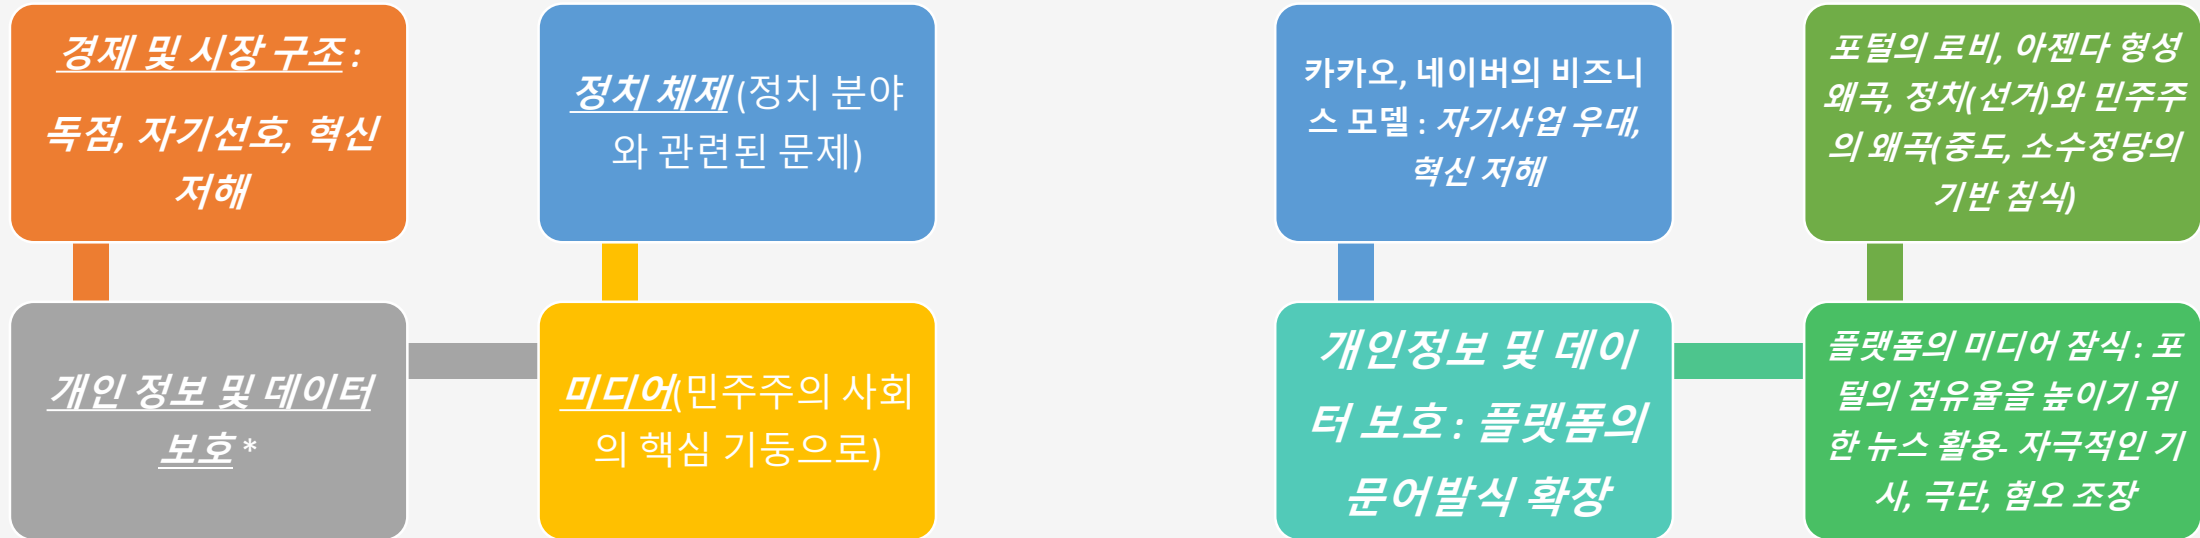 경제 및 시장 구조 :
독점, 자기선호, 혁신
저해
개인 정보 및 데이터
보호 *
미디어(민주주의 사회
의 핵심 기둥으로)
정치 체제 (정치 분야
와 관련된 문제)
카카오, 네이버의 비즈니
스 모델 : 자기사업 우대,
혁신 저해
개인정보 및 데이
터 보호 : 플랫폼의
문어발식 확장
플랫폼의 미디어 잠식 : 포
털의 점유율을 높이기 위
한 뉴스 활용- 자극적인 기
사, 극단, 혐오 조장
포털의 로비, 아젠다 형성
왜곡, 정치(선거)와 민주주
의 왜곡(중도, 소수정당의
기반 침식)